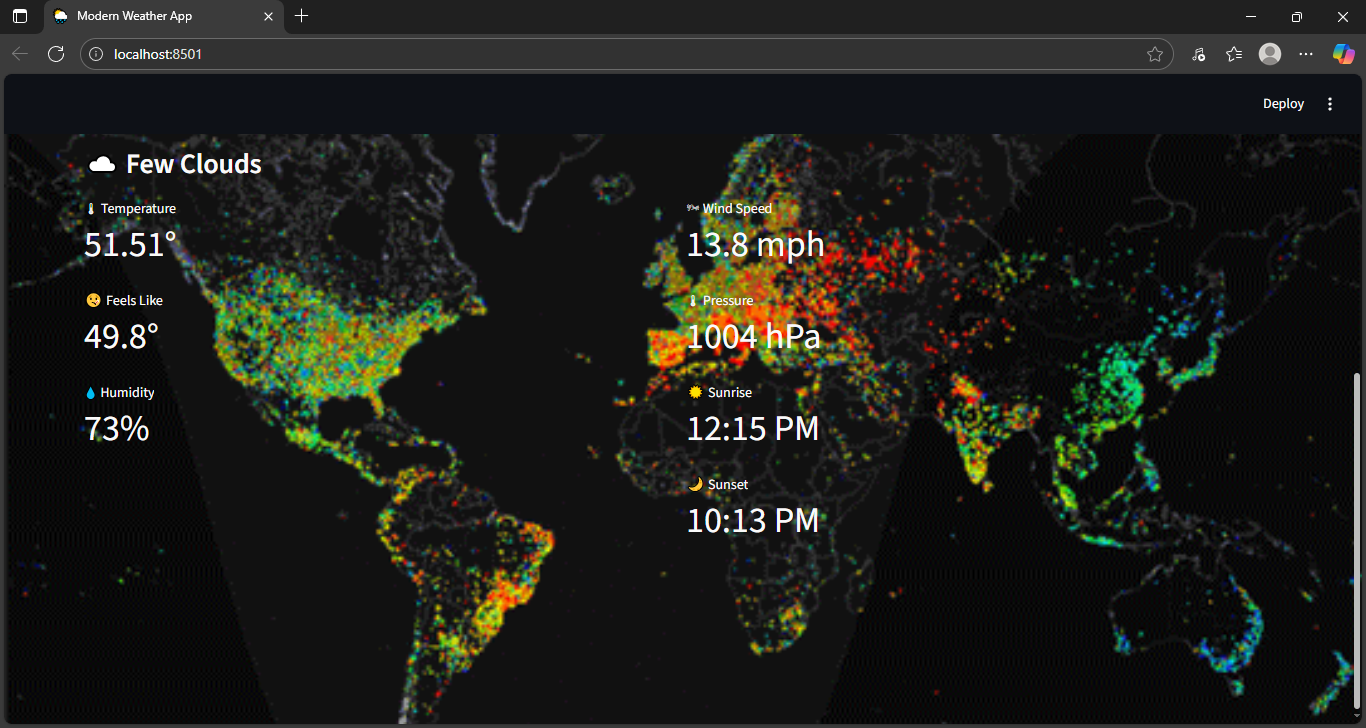 Modern Weather App
localhost:8501
Deploy
Few Clouds
Temperature
51.51°
Feels Like
49.8°
Humidity
73%
Wind Speed
13.8 mph
Pressure
1004 hPa
Sunrise
12:15 PM
Sunset
10:13 PM